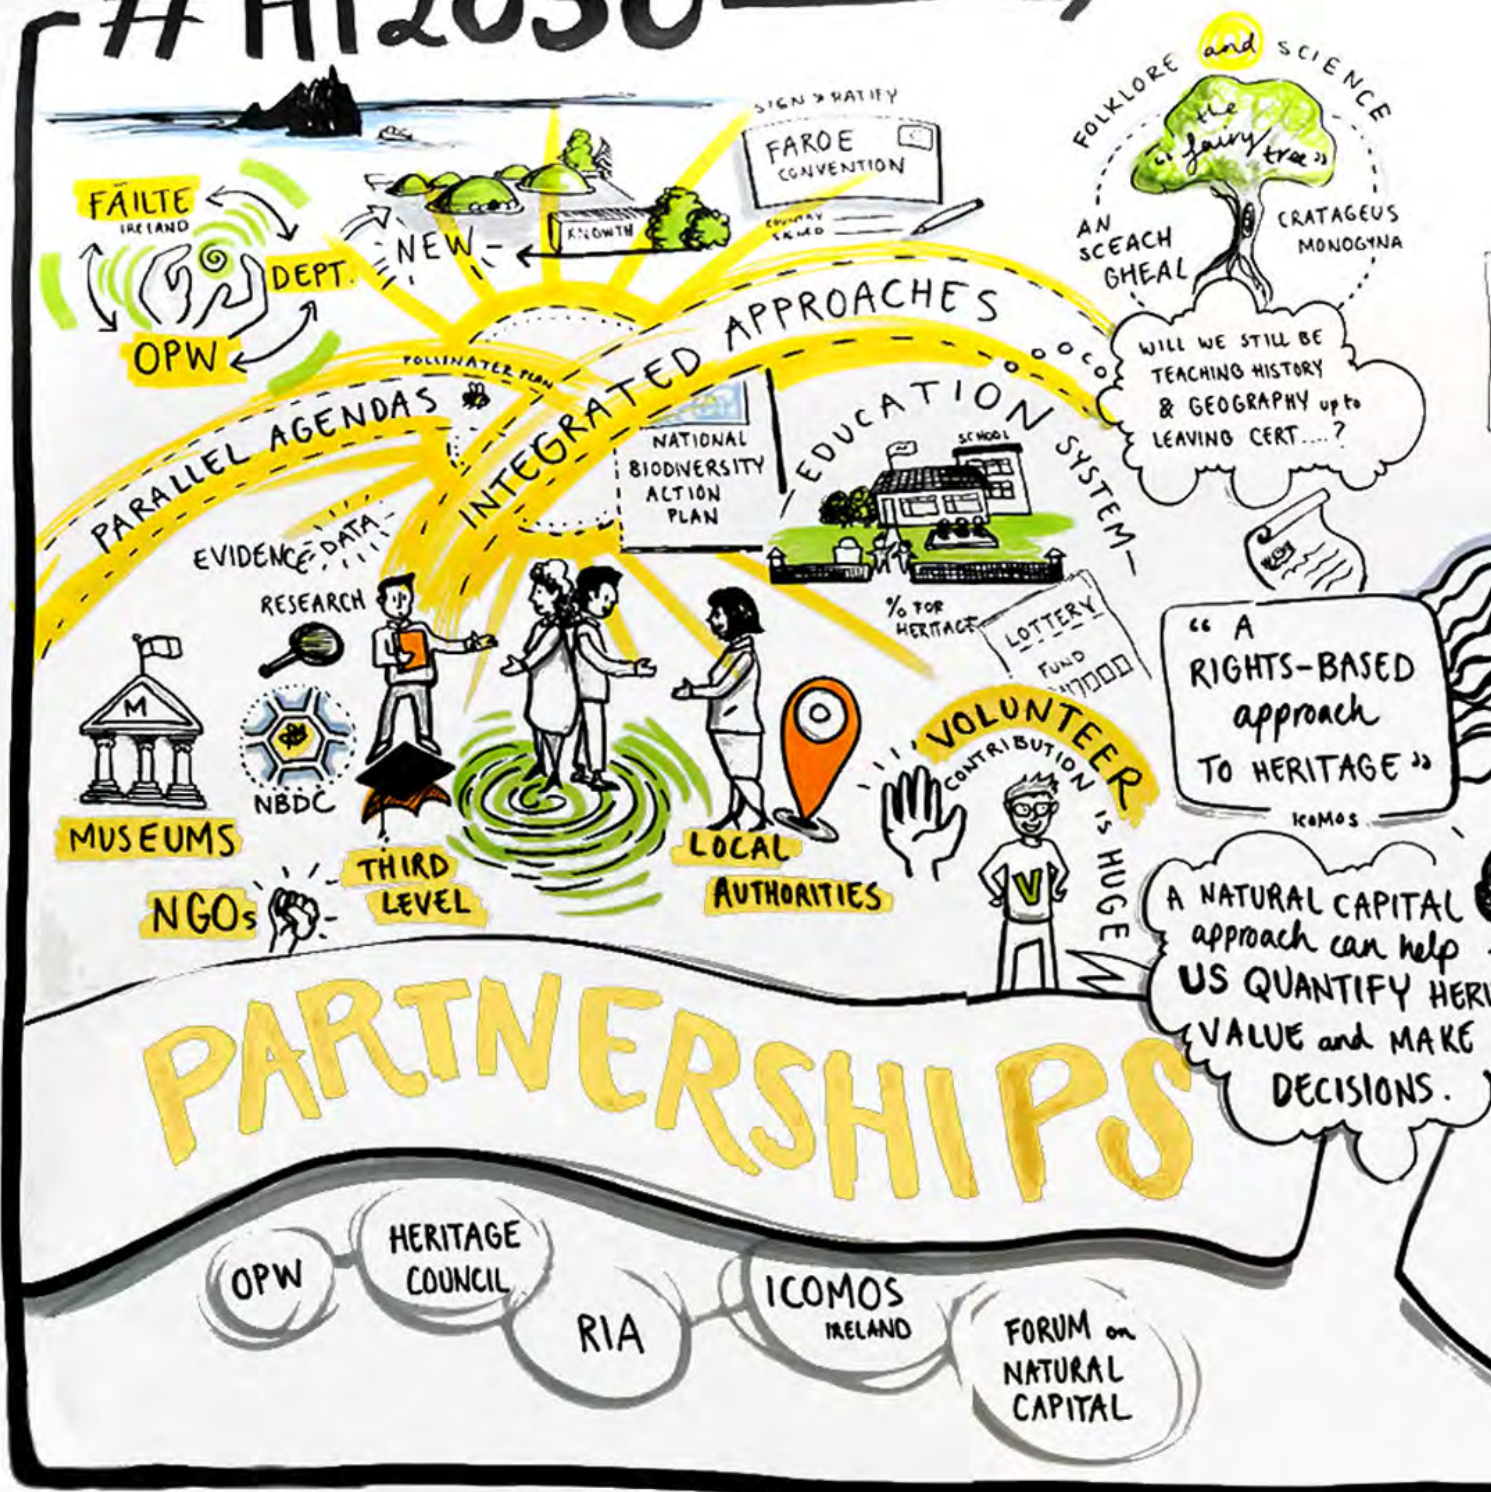 SIGN & RATIFY
FAROE
CONVENTION
COUNTRY
SIGNED
FOLKLORE and SCIENCE
the
"fairy tree"
AN
SCEACH
GHEAL
CRATAGEUS
MONOGYNA
FÁILTE
IRELAND
DEPT.
OPW
NEW
KNOWTH
PARALLEL AGENDAS
POLLINATER PLAN
INTEGRATED APPROACHES
WILL WE STILL BE
TEACHING HISTORY
& GEOGRAPHY up to
LEAVING CERT....?
NATIONAL
BIODIVERSITY
ACTION
PLAN
EDUCATION SYSTEM
SCHOOL
EVIDENCE DATA
RESEARCH
% FOR
HERITAGE
LOTTERY
FUND
M
MUSEUMS
NBDC
NGOs
THIRD
LEVEL
LOCAL
AUTHORITIES
VOLUNTEER
CONTRIBUTION IS HUGE
V
" A
RIGHTS-BASED
approach
TO HERITAGE "
ICOMOS
A NATURAL CAPITAL
approach can help
US QUANTIFY
VALUE and MAKE
DECISIONS.
PARTNERSHIPS
OPW
HERITAGE
COUNCIL
RIA
ICOMOS
IRELAND
FORUM on
NATURAL
CAPITAL